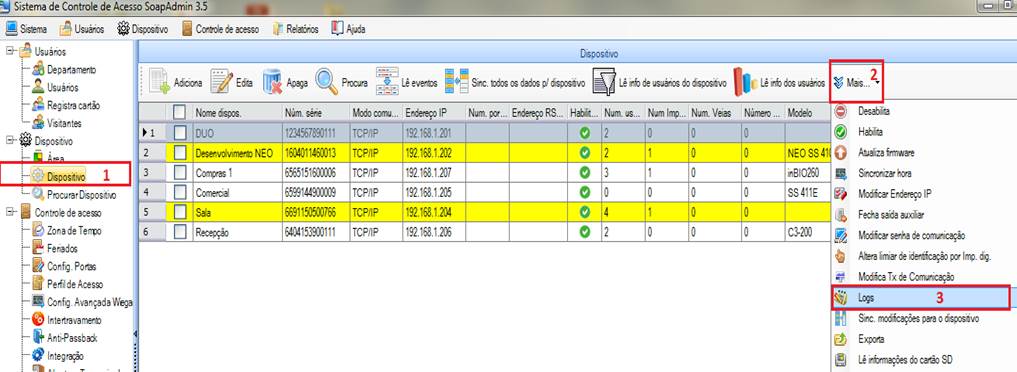 Sistema de Controle de Acesso SoapAdmin 3.5
Sistema Usuários Dispositivo Controle de acesso Relatórios Ajuda
Usuários
Departamento
Usuários
Registra cartão
Visitantes
Dispositivo
Área
Dispositivo 1
Procurar Dispositivo
Controle de acesso
Zona de Tempo
Feriados
Config. Portas
Perfil de Acesso
Config. Avançada Wega
Intertravamento
Anti-Passback
Integração
Dispositivo
Adiciona Edita Apaga Procura Lê eventos Sinc. todos os dados p/ dispositivo Lê info de usuários do dispositivo Lê info dos usuários Mais... 2
Nome dispos. Núm. série Modo comu... Endereço IP Num. por... Endereço RS... Habilit... Num. us... Num Imp... Num. Veias Número ... Modelo
1 DUO 1234567890111 TCP/IP 192.168.1.201 2 0 0 0
2 Desenvolvimento NEO 1604011460013 TCP/IP 192.168.1.202 2 1 0 0 NEO SS 410
3 Compras 1 6565151600606 TCP/IP 192.168.1.207 3 1 0 0 inBIO260
4 Comercial 6599144900009 TCP/IP 192.168.1.205 0 0 0 0 SS 411E
5 Sala 6691150500766 TCP/IP 192.168.1.204 4 1 0 0
6 Recepção 6404153900111 TCP/IP 192.168.1.206 2 0 0 0 C3-200
Desabilita
Habilita
Atualiza firmware
Sincronizar hora
Modificar Endereço IP
Fecha saída auxiliar
Modificar senha de comunicação
Altera limiar de identificação por Imp. dig.
Modifica Tx de Comunicação
Logs 3
Sinc. modificações para o dispositivo
Exporta
Lê informações do cartão SD